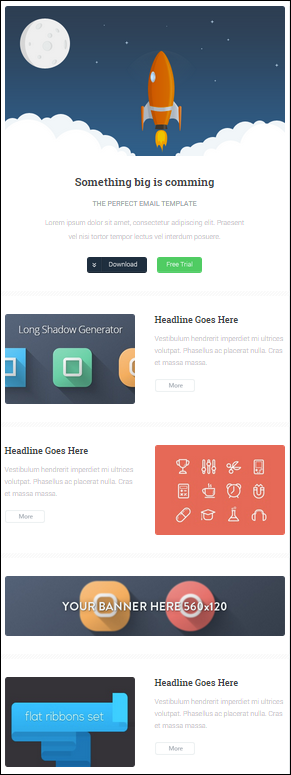 Something big is comming
THE PERFECT EMAIL TEMPLATE
Lorem ipsum dolor sit amet, consectetur adipiscing elit. Praesent
vel nisi tortor tempor lectus vel interdum posuere.
Download
Free Trial
Long Shadow Generator
Headline Goes Here
Vestibulum hendrerit imperdiet mi ultrices
volutpat. Phasellus ac placerat nulla. Cras
et massa massa.
More
Headline Goes Here
Vestibulum hendrerit imperdiet mi ultrices
volutpat. Phasellus ac placerat nulla. Cras
et massa massa.
More
YOUR BANNER HERE 560x120
flat ribbons set
Headline Goes Here
Vestibulum hendrerit imperdiet mi ultrices
volutpat. Phasellus ac placerat nulla. Cras
et massa massa.
More